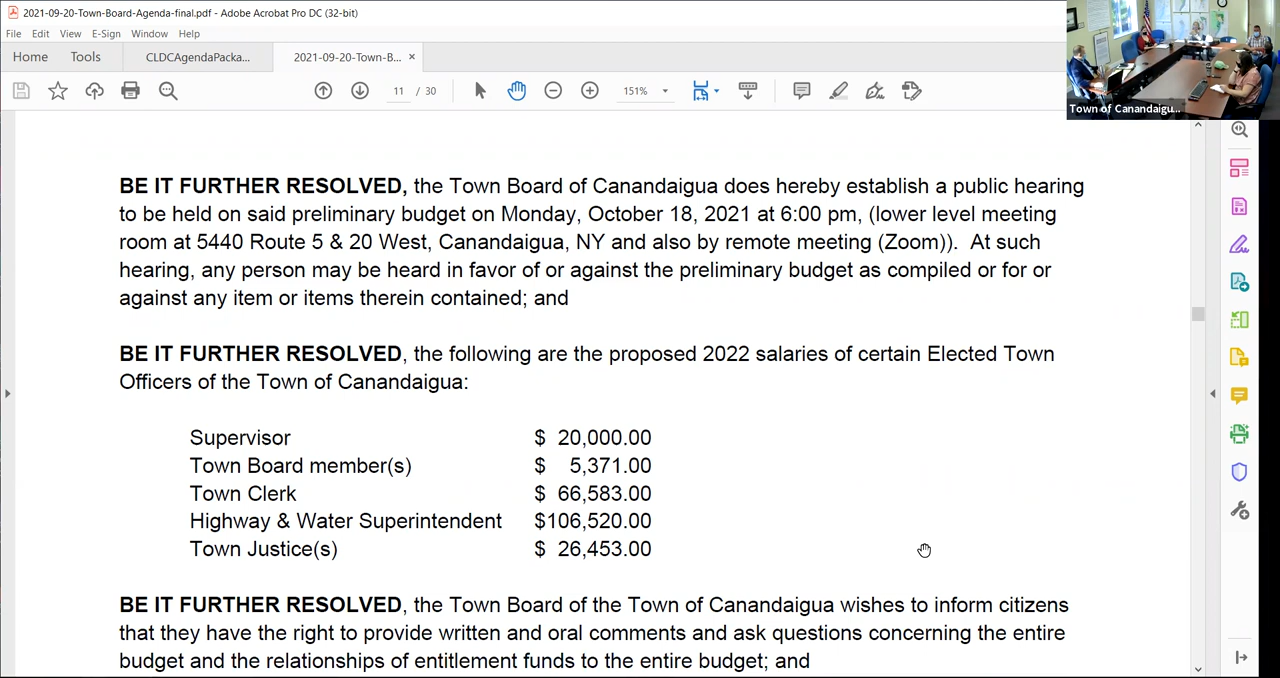 2021-09-20-Town-Board-Agenda-final.pdf - Adobe Acrobat Pro DC (32-bit)
File Edit View E-Sign Window Help
Home Tools CLDCAgendaPacka... 2021-09-20-Town-B... ×
11 / 30 151%
Town of Canandaigu...
BE IT FURTHER RESOLVED, the Town Board of Canandaigua does hereby establish a public hearing
to be held on said preliminary budget on Monday, October 18, 2021 at 6:00 pm, (lower level meeting
room at 5440 Route 5 & 20 West, Canandaigua, NY and also by remote meeting (Zoom)). At such
hearing, any person may be heard in favor of or against the preliminary budget as compiled or for or
against any item or items therein contained; and
BE IT FURTHER RESOLVED, the following are the proposed 2022 salaries of certain Elected Town
Officers of the Town of Canandaigua:
Supervisor $ 20,000.00
Town Board member(s) $ 5,371.00
Town Clerk $ 66,583.00
Highway & Water Superintendent $106,520.00
Town Justice(s) $ 26,453.00
BE IT FURTHER RESOLVED, the Town Board of the Town of Canandaigua wishes to inform citizens
that they have the right to provide written and oral comments and ask questions concerning the entire
budget and the relationships of entitlement funds to the entire budget; and